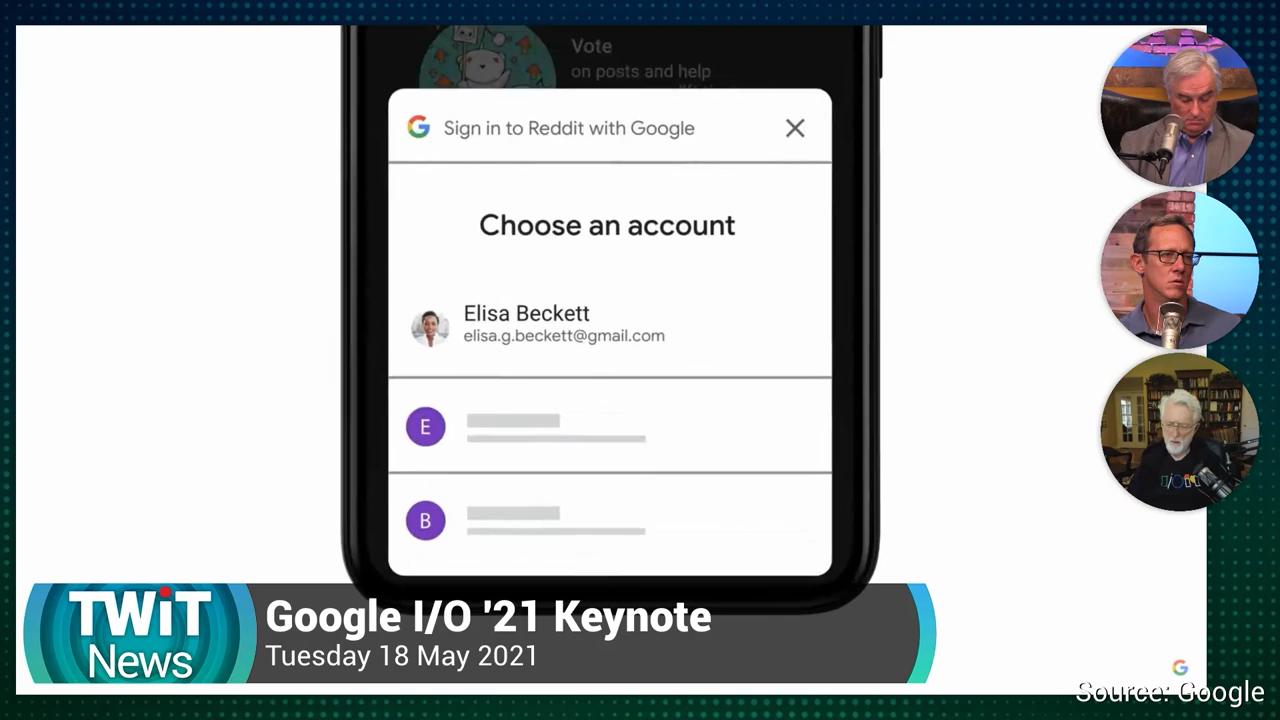 Vote
on posts and help
Sign in to Reddit with Google
Choose an account
Elisa Beckett
elisa.g.beckett@gmail.com
E
B
TWiT
News
Google I/O '21 Keynote
Tuesday 18 May 2021
Source: Google